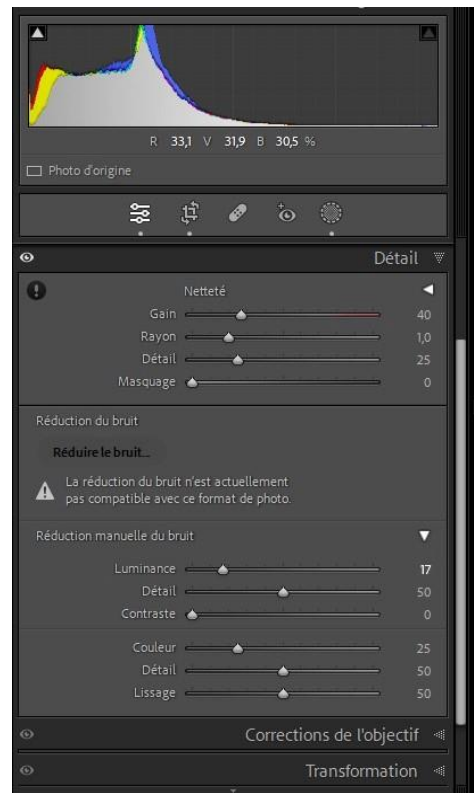 R 33,1 V 31,9 B 30,5 %
Photo d'origine
Détail
Netteté
Gain 40
Rayon 1,0
Détail 25
Masquage 0
Réduction du bruit
Réduire le bruit...
La réduction du bruit n'est actuellement
pas compatible avec ce format de photo.
Réduction manuelle du bruit
Luminance 17
Détail 50
Contraste 0
Couleur 25
Détail 50
Lissage 50
Corrections de l'objectif
Transformation